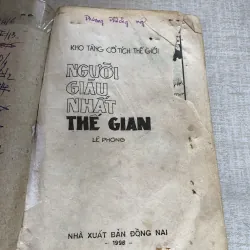 KHO TÀNG CỔ TÍCH THẾ GIỚI
NGƯỜI
GIÀU
NHẤT
THẾ GIAN
LÊ PHONG
NHÀ XUẤT BẢN ĐỒNG NAI
- 1998 -